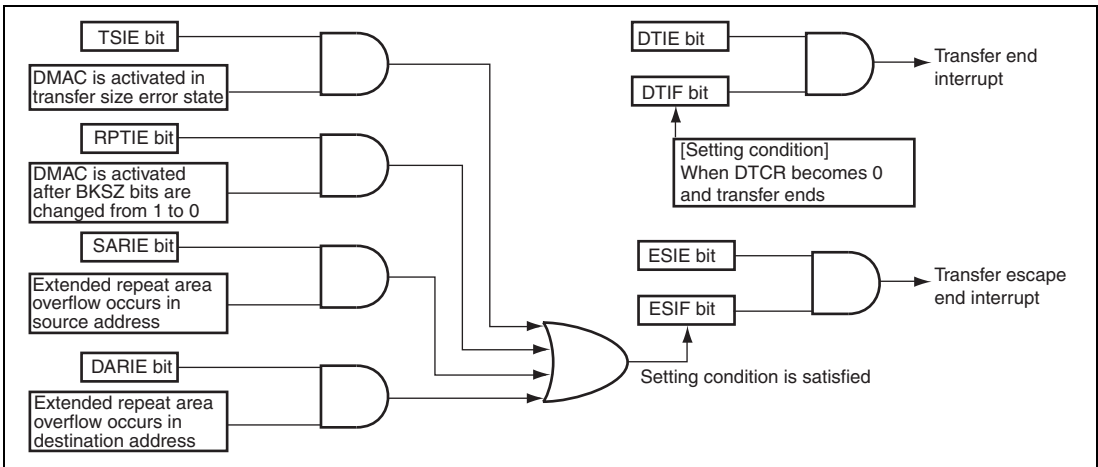 TSIE bit
DMAC is activated in
transfer size error state
RPTIE bit
DMAC is activated
after BKSZ bits are
changed from 1 to 0
SARIE bit
Extended repeat area
overflow occurs in
source address
DARIE bit
Extended repeat area
overflow occurs in
destination address
DTIE bit
DTIF bit
Transfer end
interrupt
[Setting condition]
When DTCR becomes 0
and transfer ends
ESIE bit
ESIF bit
Transfer escape
end interrupt
Setting condition is satisfied